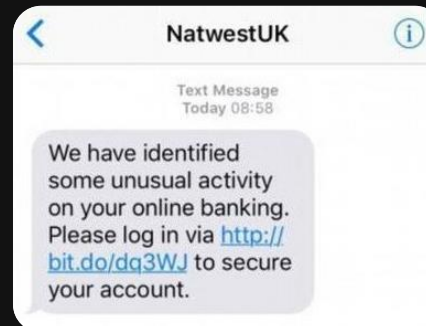 NatwestUK
Text Message
Today 08:58
We have identified
some unusual activity
on your online banking.
Please log in via http://
bit.do/dq3WJ to secure
your account.